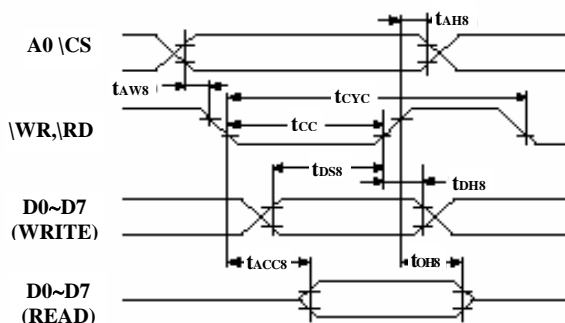 tAH8
A0 \CS
tAW8
tCYC
\WR,\RD
tCC
tDS8
tDH8
D0~D7
(WRITE)
tACC8
tOH8
D0~D7
(READ)